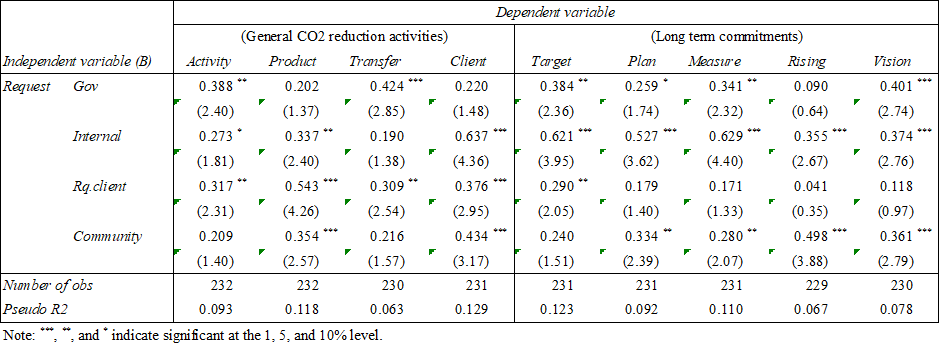 Dependent variable
(General CO2 reduction activities) (Long term commitments)
Independent variable (B) Activity Product Transfer Client Target Plan Measure Rising Vision
Request Gov 0.388 ** 0.202 0.424 *** 0.220 0.384 ** 0.259 * 0.341 ** 0.090 0.401 ***
(2.40) (1.37) (2.85) (1.48) (2.36) (1.74) (2.32) (0.64) (2.74)
Internal 0.273 * 0.337 ** 0.190 0.637 *** 0.621 *** 0.527 *** 0.629 *** 0.355 *** 0.374 ***
(1.81) (2.40) (1.38) (4.36) (3.95) (3.62) (4.40) (2.67) (2.76)
Rq.client 0.317 ** 0.543 *** 0.309 ** 0.376 *** 0.290 ** 0.179 0.171 0.041 0.118
(2.31) (4.26) (2.54) (2.95) (2.05) (1.40) (1.33) (0.35) (0.97)
Community 0.209 0.354 *** 0.216 0.434 *** 0.240 0.334 ** 0.280 ** 0.498 *** 0.361 ***
(1.40) (2.57) (1.57) (3.17) (1.51) (2.39) (2.07) (3.88) (2.79)
Number of obs 232 232 230 231 231 231 231 229 230
Pseudo R2 0.093 0.118 0.063 0.129 0.123 0.092 0.110 0.067 0.078
Note: ***, **, and * indicate significant at the 1, 5, and 10% level.